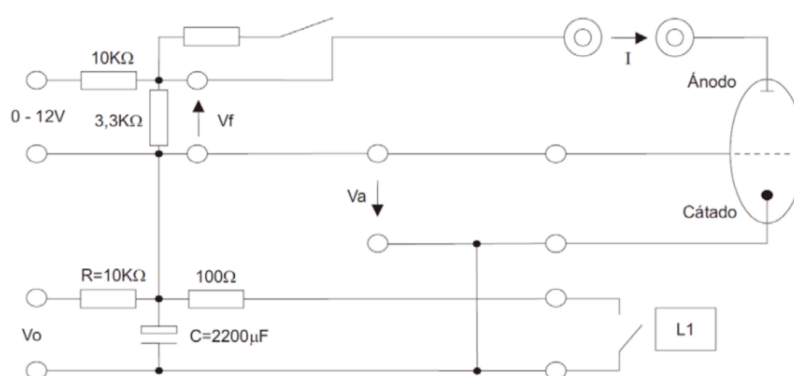 10KΩ
I
Ánodo
0 - 12V
3,3KΩ
Vf
Va
Cátado
R=10KΩ
100Ω
Vo
C=2200μF
L1